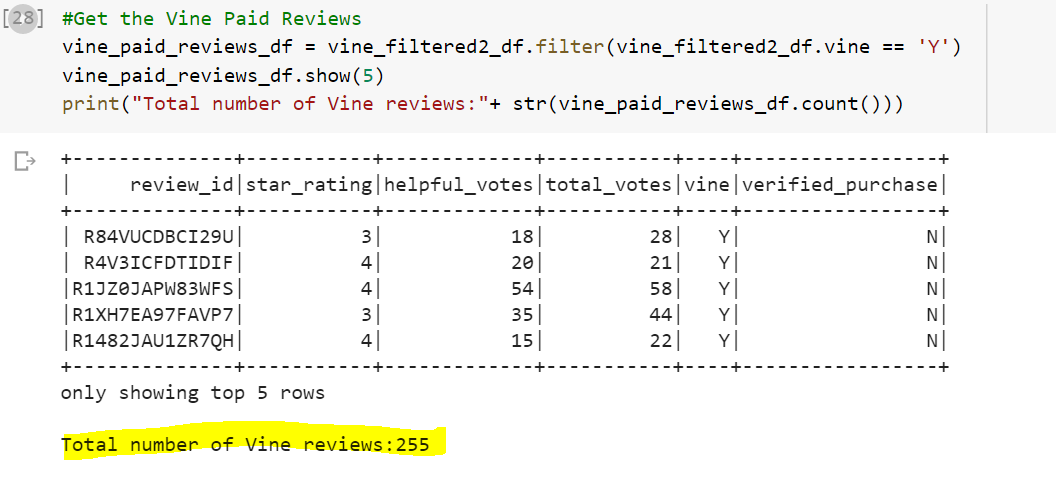 [28] #Get the Vine Paid Reviews
vine_paid_reviews_df = vine_filtered2_df.filter(vine_filtered2_df.vine == 'Y')
vine_paid_reviews_df.show(5)
print("Total number of Vine reviews:"+ str(vine_paid_reviews_df.count()))
+--------------+-----------+-------------+-----------+----+-----------------+
|     review_id|star_rating|helpful_votes|total_votes|vine|verified_purchase|
+--------------+-----------+-------------+-----------+----+-----------------+
| R84VUCDBCI29U|          3|           18|         28|   Y|                N|
| R4V3ICFDTIDIF|          4|           20|         21|   Y|                N|
|R1JZ0JAPW83WFS|          4|           54|         58|   Y|                N|
|R1XH7EA97FAVP7|          3|           35|         44|   Y|                N|
|R1482JAU1ZR7QH|          4|           15|         22|   Y|                N|
+--------------+-----------+-------------+-----------+----+-----------------+
only showing top 5 rows
Total number of Vine reviews:255